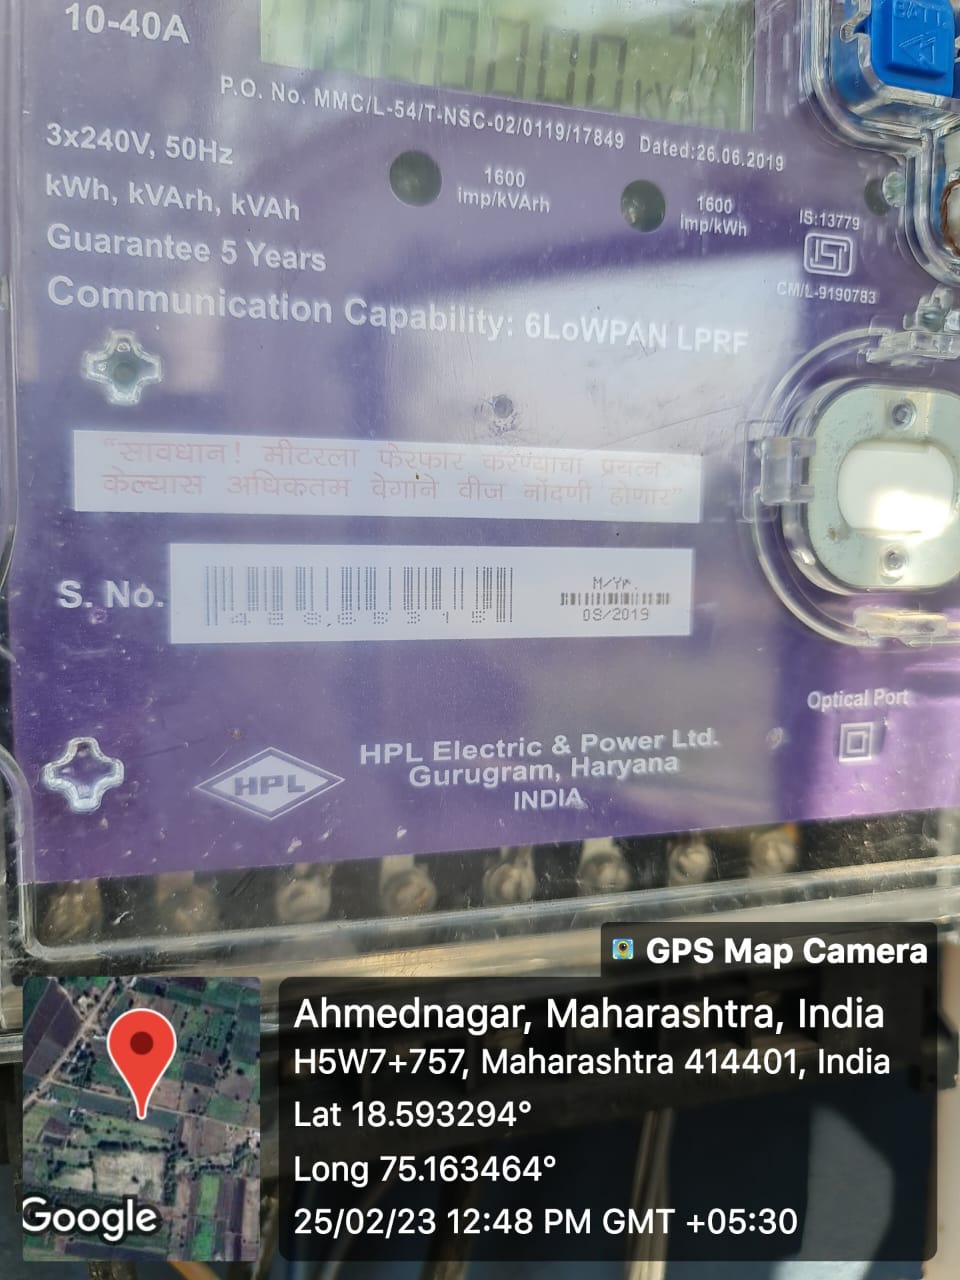 10-40A
P.O. No. MMC/L-54/T-NSC-02/0119/17849 Dated:26.06.2019
3x240V, 50Hz
kWh, kVArh, kVAh
Guarantee 5 Years
Communication Capability: 6LoWPAN LPRF
1600
imp/kVArh
1600
imp/kWh
IS:13779
ISI
CM/L-9190783
"सावधान! मीटरला फेरफार करण्याचा प्रयत्न
केल्यास अधिकतम वेगाने वीज नोंदणी होणार"
S. No.
M/Yr.
08/2019
Optical Port
HPL
HPL Electric & Power Ltd.
Gurugram, Haryana
INDIA
GPS Map Camera
Ahmednagar, Maharashtra, India
H5W7+757, Maharashtra 414401, India
Lat 18.593294°
Long 75.163464°
25/02/23 12:48 PM GMT +05:30
Google